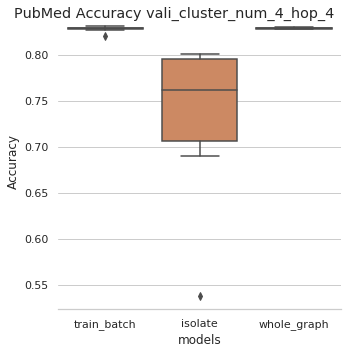 PubMed Accuracy vali_cluster_num_4_hop_4
0.80
0.75
0.70
0.65
0.60
0.55
Accuracy
train_batch isolate whole_graph
models